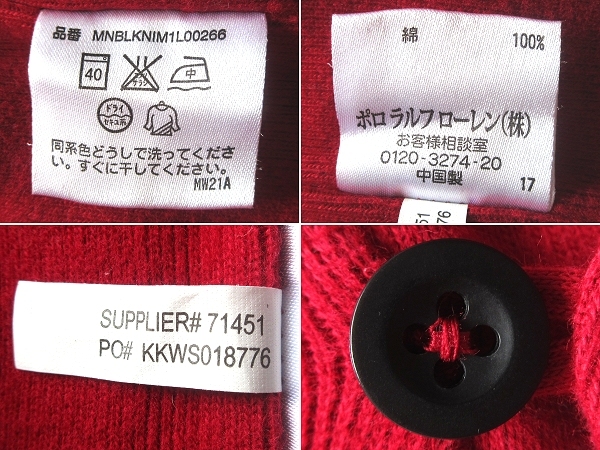 品番 MNBLKNIM1L00266
40
中
ドライ
セキユ系
同系色どうしで洗ってくださ
い。すぐに干してください。
MW21A
綿 100%
ポロ ラルフ ローレン(株)
お客様相談室
0120-3274-20
中国製 17
51
76
SUPPLIER# 71451
PO# KKWS018776